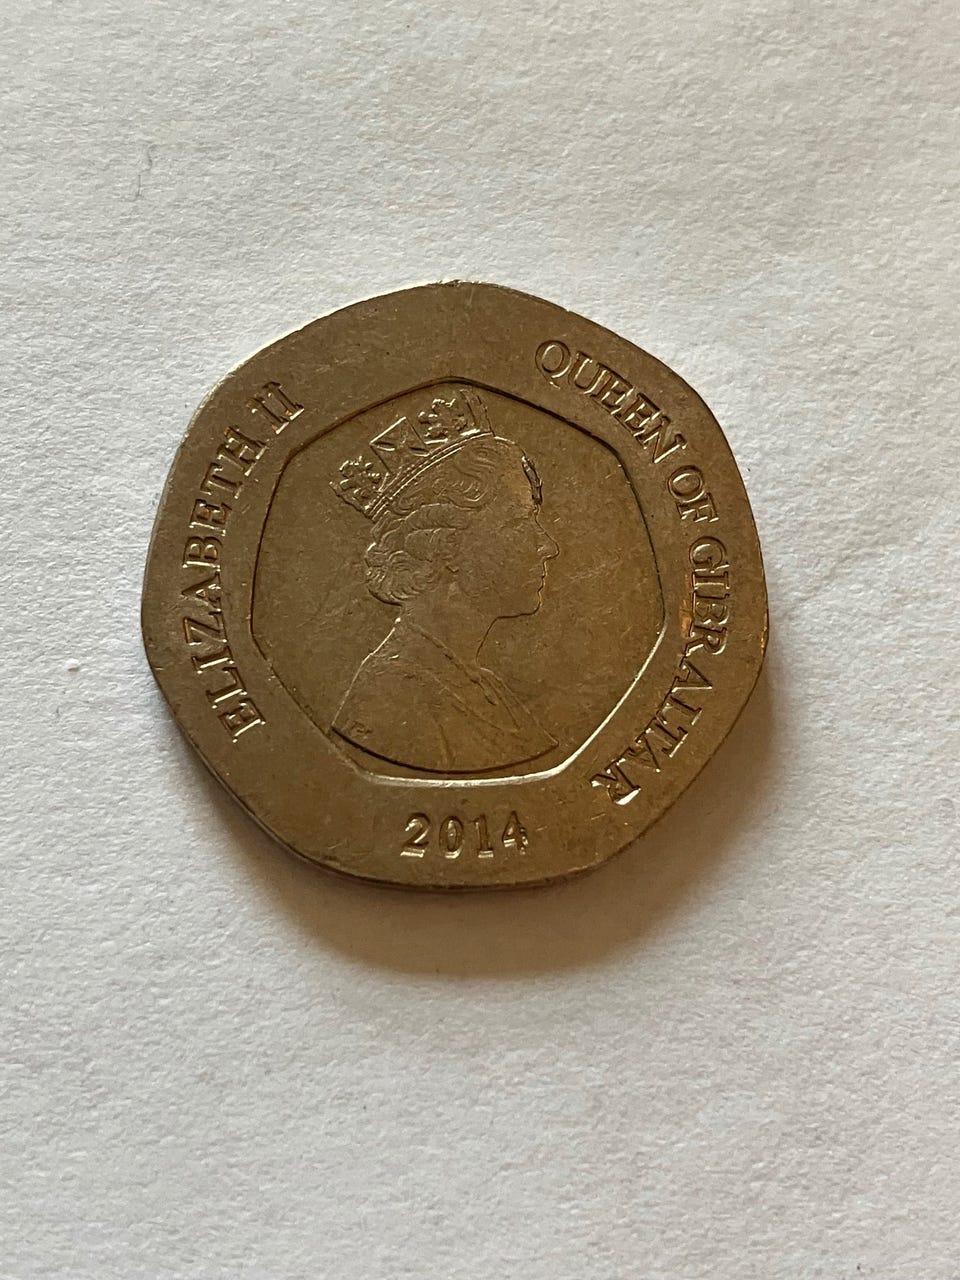 ELIZABETH II
QUEEN OF GIBRALTAR
2014